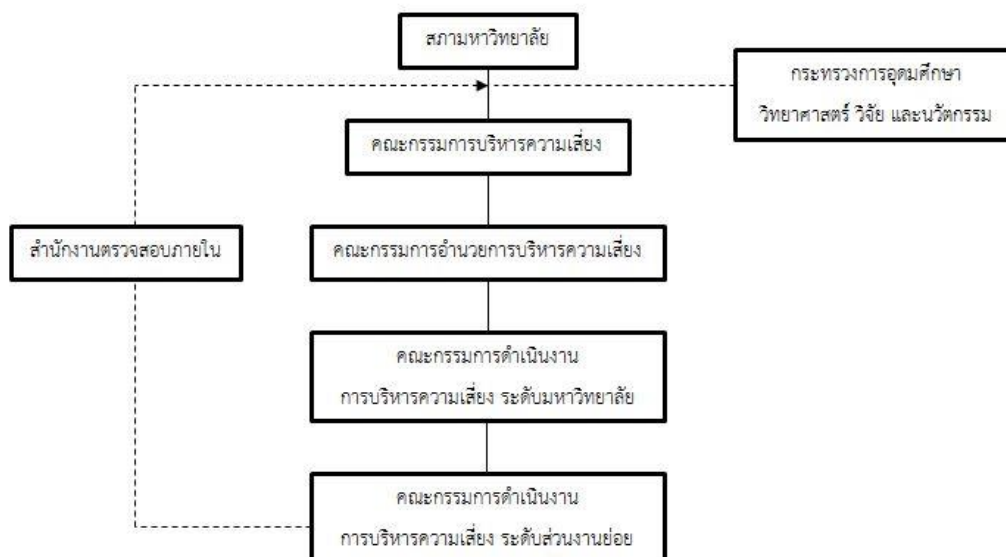 สภามหาวิทยาลัย
กระทรวงการอุดมศึกษา
วิทยาศาสตร์ วิจัย และนวัตกรรม
คณะกรรมการบริหารความเสี่ยง
สำนักงานตรวจสอบภายใน
คณะกรรมการอำนวยการบริหารความเสี่ยง
คณะกรรมการดำเนินงาน
การบริหารความเสี่ยง ระดับมหาวิทยาลัย
คณะกรรมการดำเนินงาน
การบริหารความเสี่ยง ระดับส่วนงานย่อย